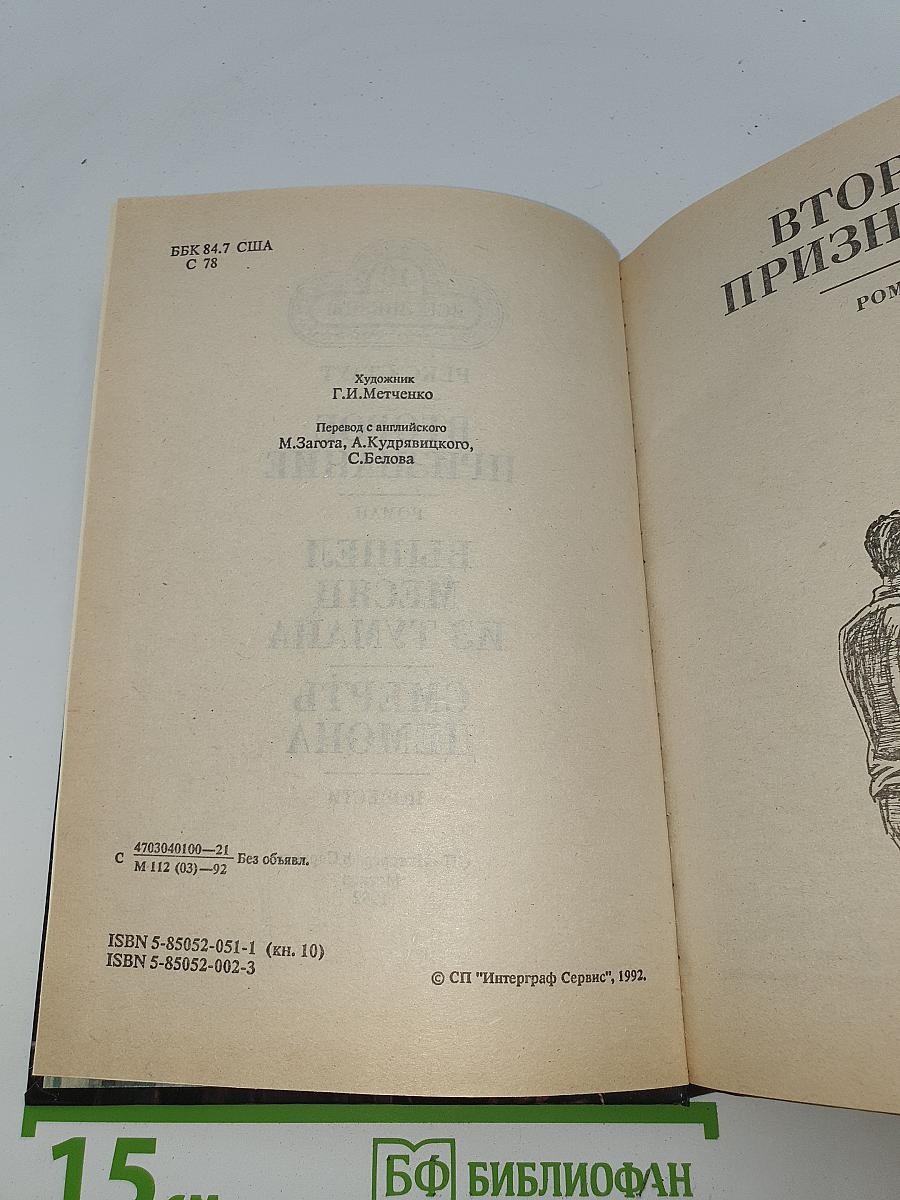 ББК 84.7 США
С 78
Художник
Г.И.Метченко
Перевод с английского
М.Загота, А.Кудрявицкого,
С.Белова
С 4703040100—21 Без объявл.
М 112 (03)—92
ISBN 5-85052-051-1 (кн. 10)
ISBN 5-85052-002-3
© СП "Интерграф Сервис", 1992.
ВТОР
ПРИЗН
РОМ
15 см
БФ БИБЛИОФАН